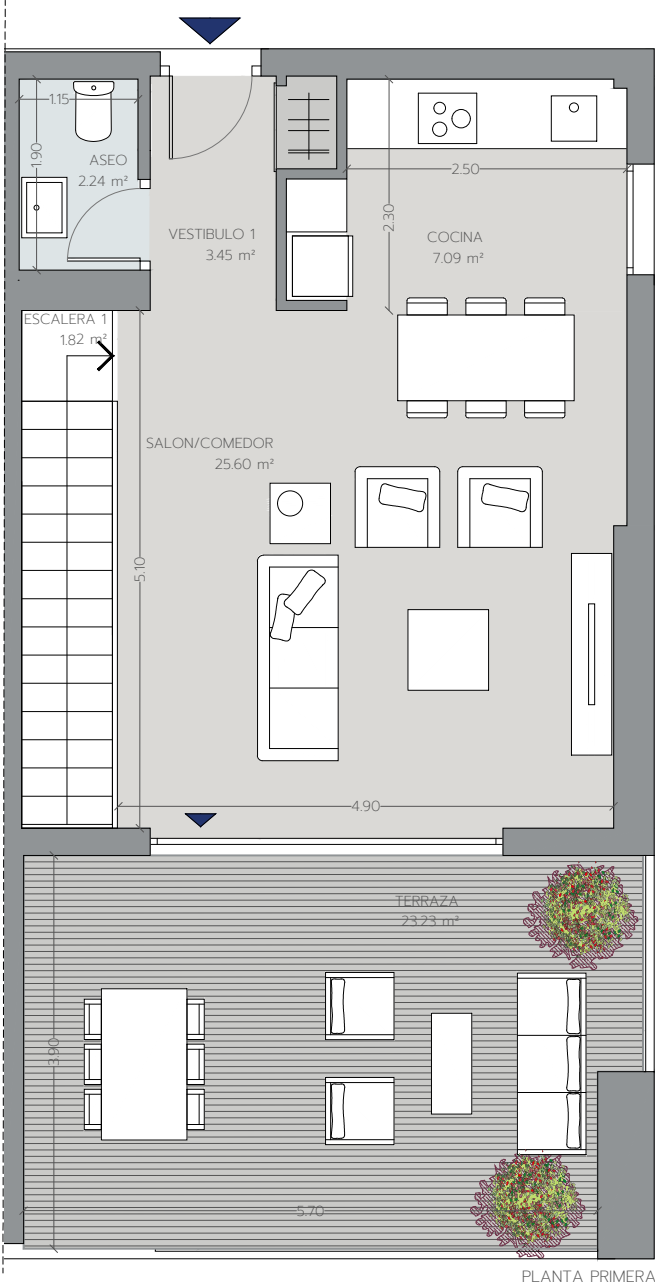 1.15
1.90
ASEO
2.24 m²
2.50
2.30
VESTIBULO 1
3.45 m²
COCINA
7.09 m²
ESCALERA 1
1.82 m²
SALON/COMEDOR
25.60 m²
5.10
4.90
TERRAZA
23.23 m²
3.90
5.70
PLANTA PRIMERA